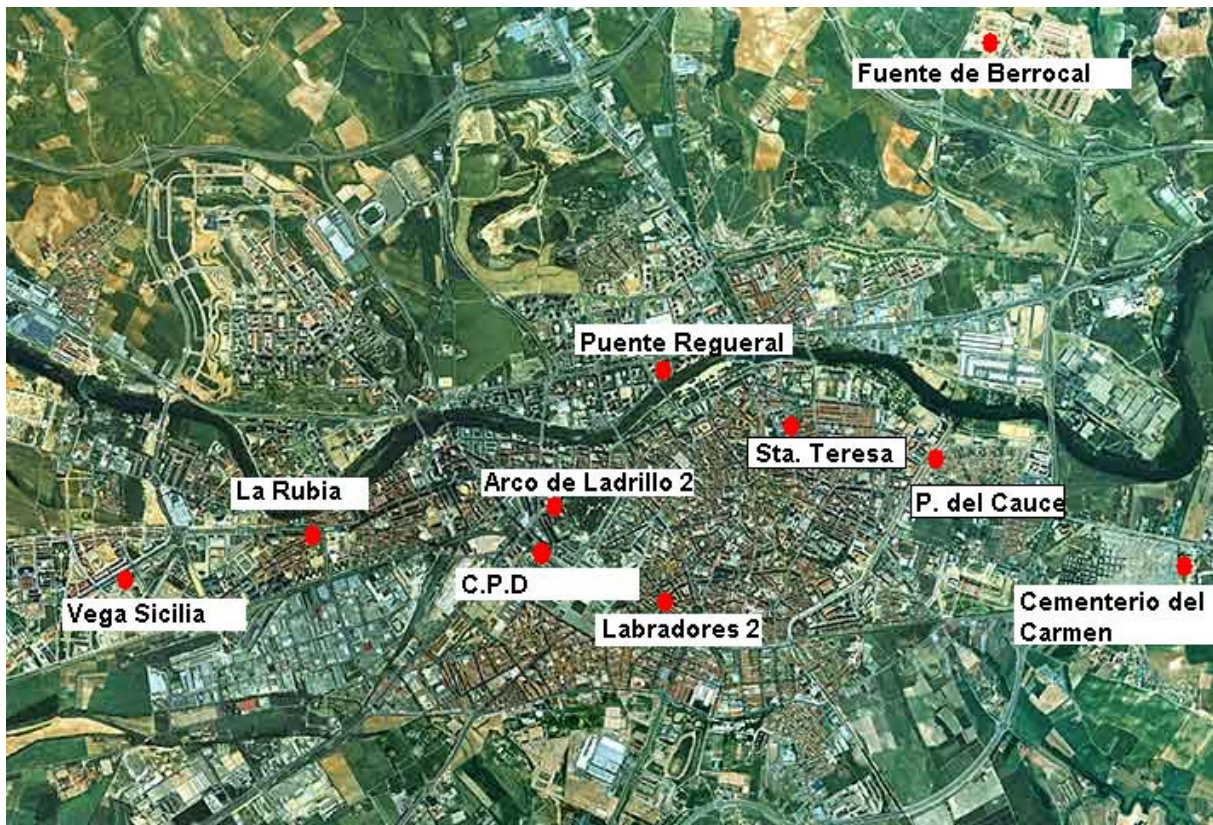 Fuente de Berrocal
Puente Regueral
Sta. Teresa
Arco de Ladrillo 2
La Rubia
P. del Cauce
C.P.D
Vega Sicilia
Labradores 2
Cementerio del
Carmen